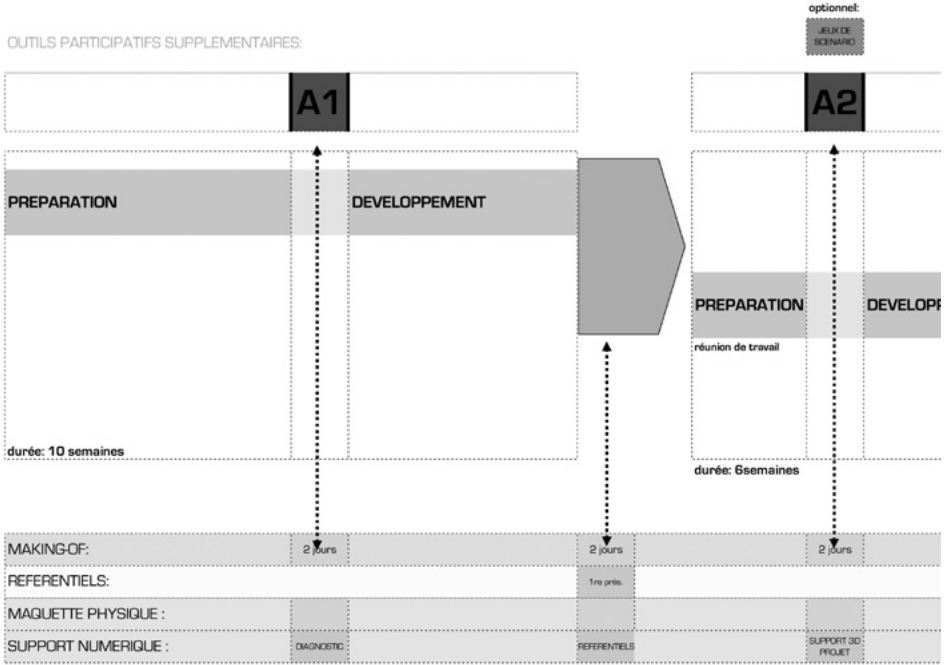 optionnel:
JEUX DE
SCENARIO
OUTILS PARTICIPATIFS SUPPLEMENTAIRES:
A1
A2
PREPARATION
DEVELOPPEMENT
PREPARATION
DEVELOPP
réunion de travail
durée: 10 semaines
durée: 6semaines
MAKING-OF:
2 jours
2 jours
2 jours
REFERENTIELS:
1re prés.
MAQUETTE PHYSIQUE :
SUPPORT NUMERIQUE :
DIAGNOSTIC
REFERENTIELS
SUPPORT 3D
PROJET